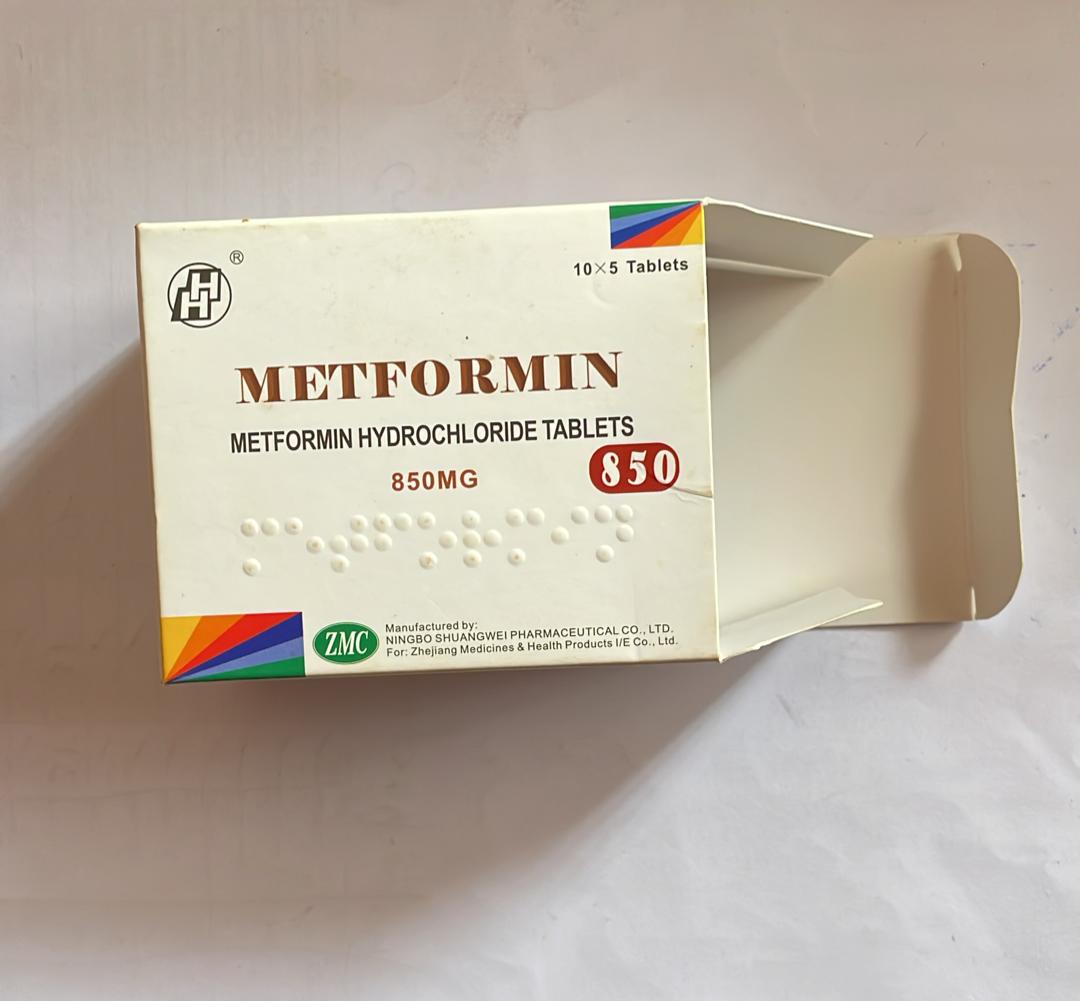 ®
10×5 Tablets
METFORMIN
METFORMIN HYDROCHLORIDE TABLETS
850MG
850
ZMC
Manufactured by:
NINGBO SHUANGWEI PHARMACEUTICAL CO., LTD.
For: Zhejiang Medicines & Health Products I/E Co., Ltd.